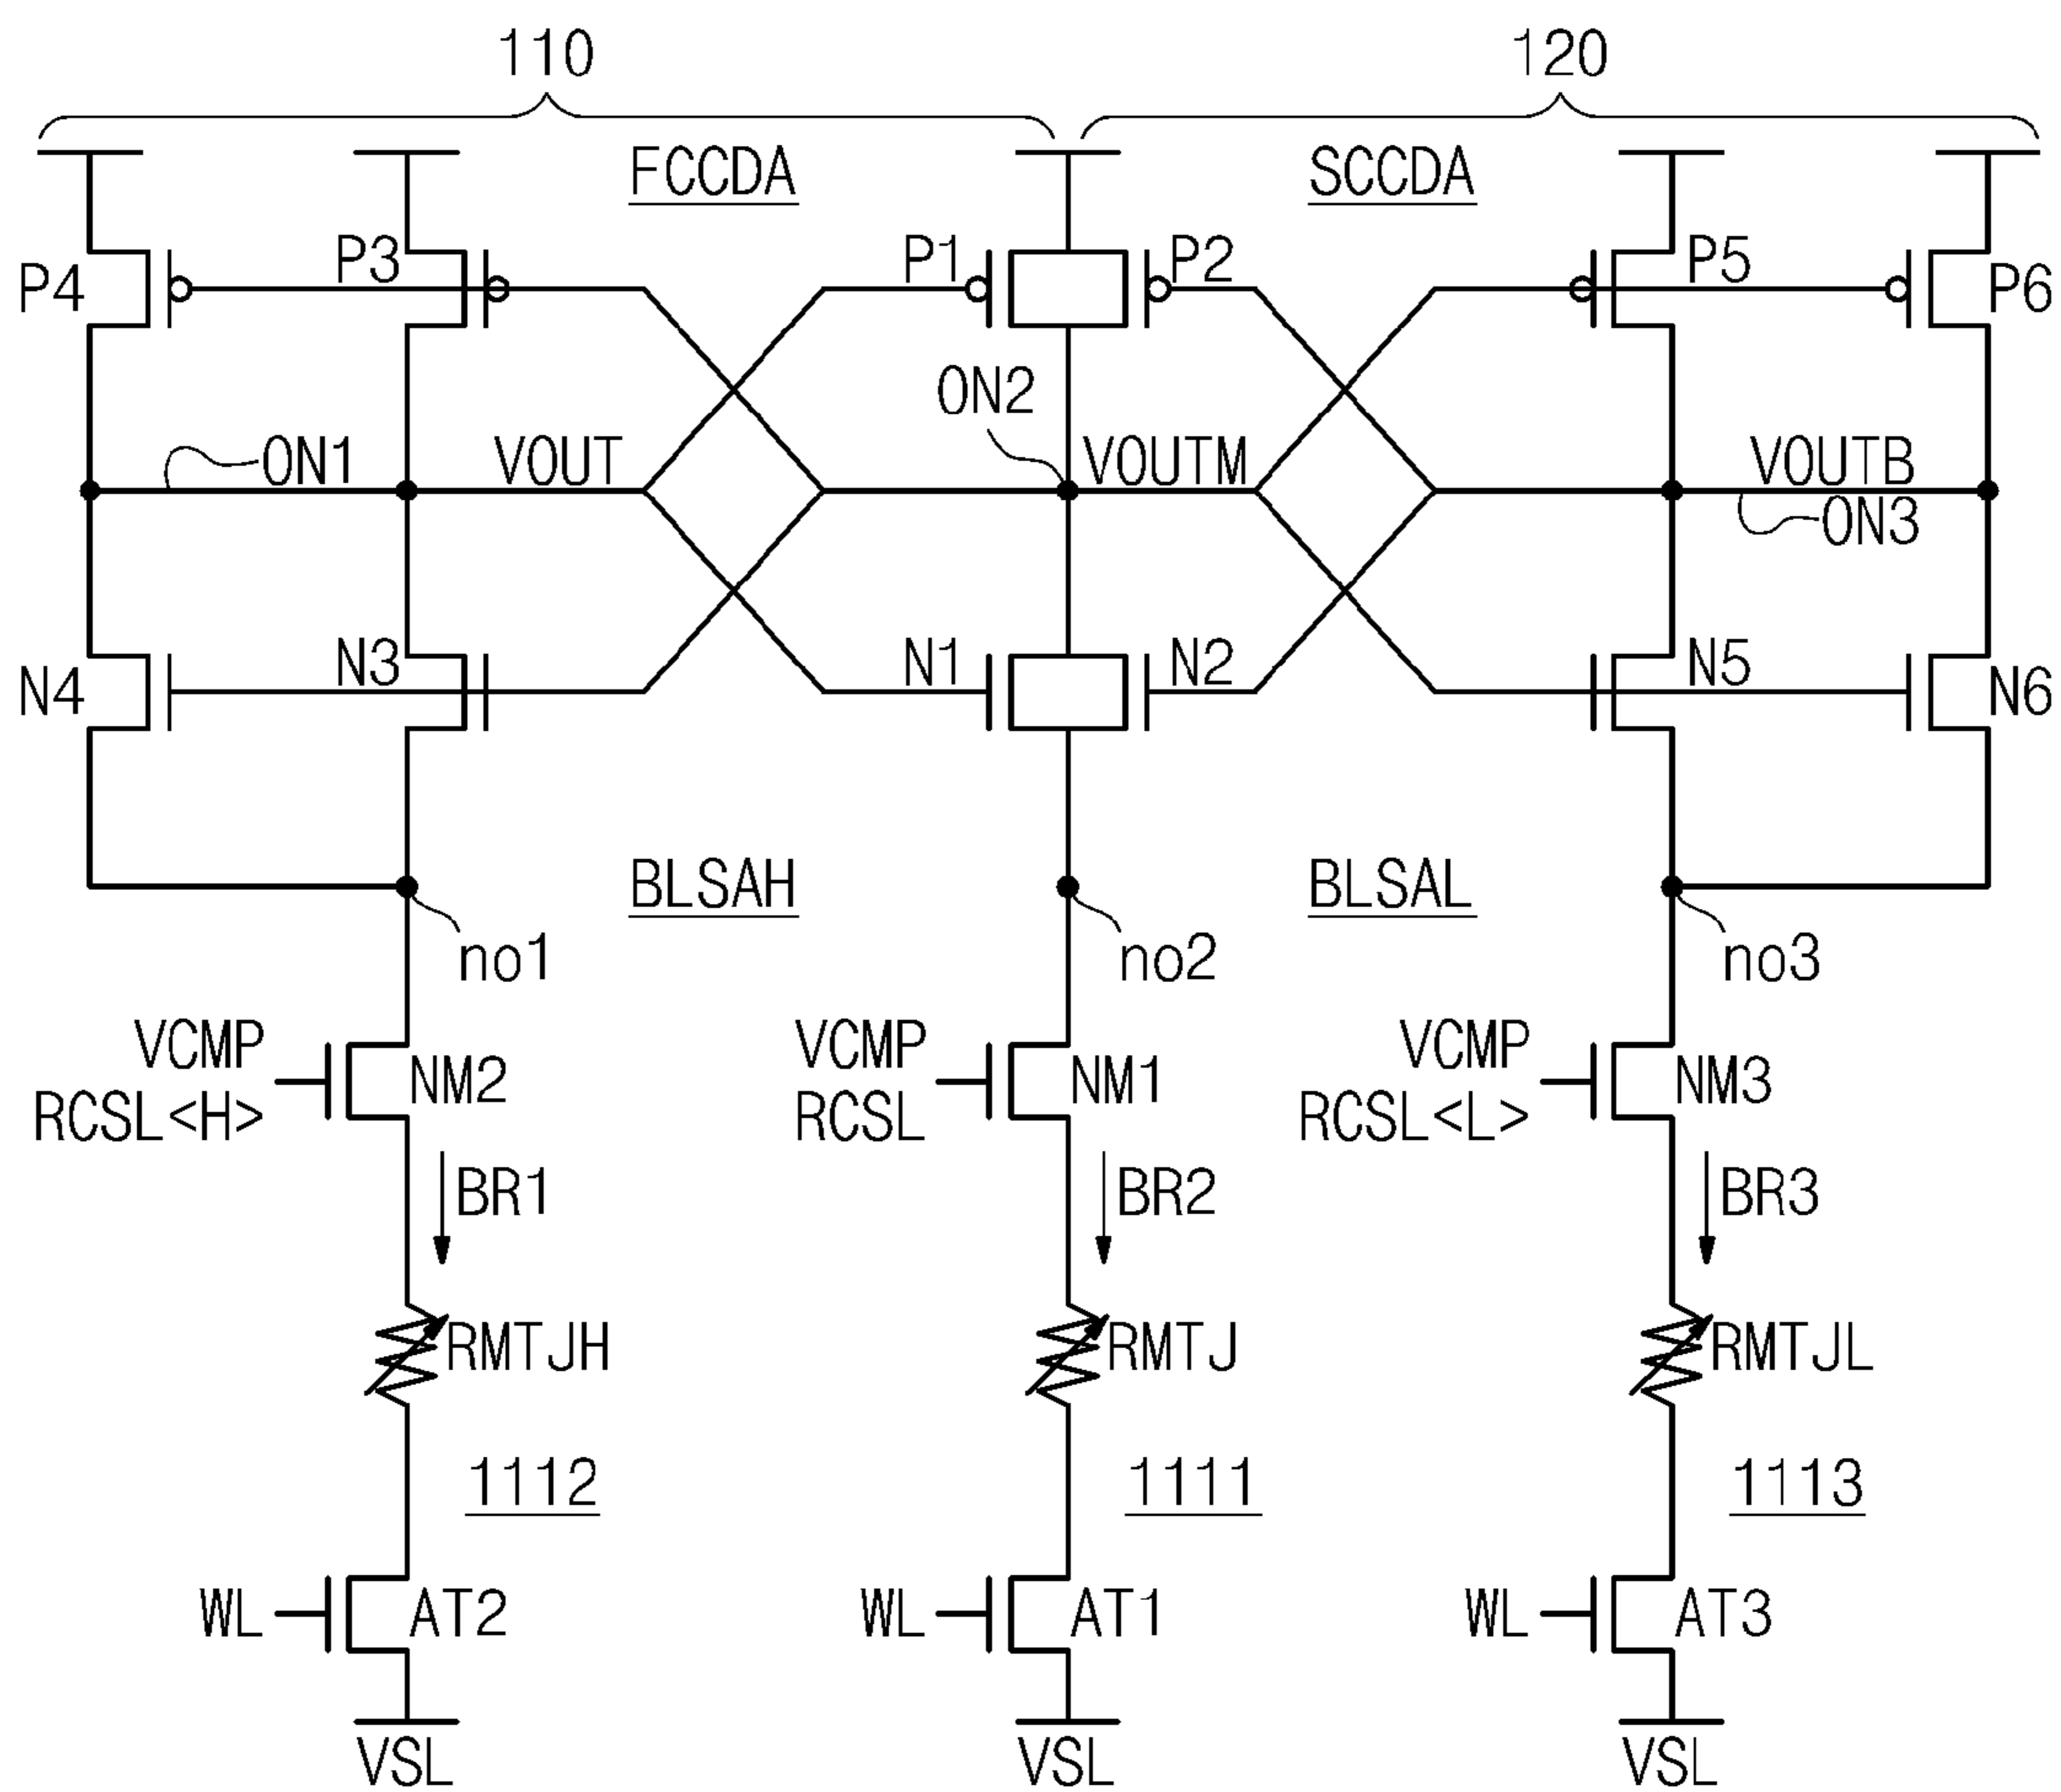 110
120
FCCDA
SCCDA
P4
P3
P1
P2
P5
P6
ON2
ON1
VOUT
VOUTM
VOUTB
ON3
N4
N3
N1
N2
N5
N6
BLSAH
BLSAL
no1
no2
no3
VCMP
RCSL<H>
NM2
VCMP
RCSL
NM1
VCMP
RCSL<L>
NM3
BR1
BR2
BR3
RMTJH
RMTJ
RMTJL
1112
1111
1113
WL
AT2
WL
AT1
WL
AT3
VSL
VSL
VSL